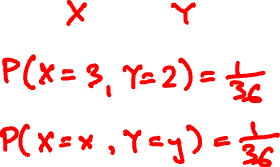 X Y
P(X=3, Y=2)=1/36
P(X=x, Y=y)=1/36